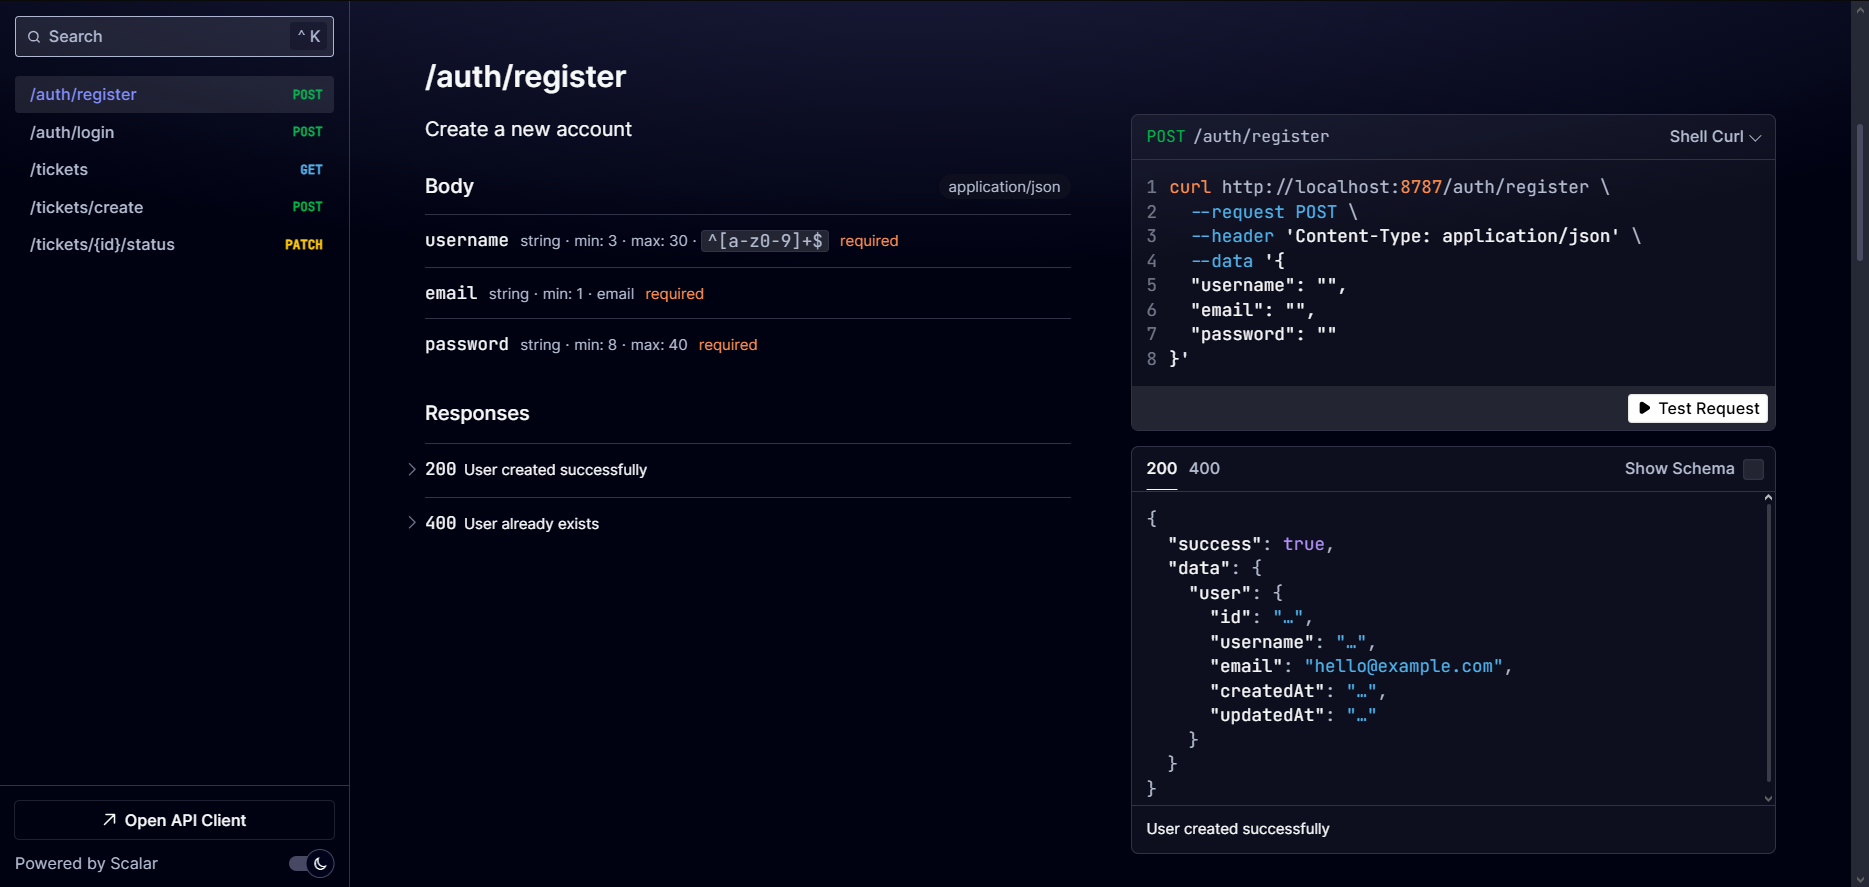 Search ^ K
/auth/register POST
/auth/login POST
/tickets GET
/tickets/create POST
/tickets/{id}/status PATCH
Open API Client
Powered by Scalar
/auth/register
Create a new account
Body application/json
username string · min: 3 · max: 30 · ^[a-z0-9]+$ required
email string · min: 1 · email required
password string · min: 8 · max: 40 required
Responses
200 User created successfully
400 User already exists
POST /auth/register Shell Curl
1 curl http://localhost:8787/auth/register \
2 --request POST \
3 --header 'Content-Type: application/json' \
4 --data '{
5 "username": "",
6 "email": "",
7 "password": ""
8 }'
Test Request
200 400 Show Schema
{
"success": true,
"data": {
"user": {
"id": "…",
"username": "…",
"email": "hello@example.com",
"createdAt": "…",
"updatedAt": "…"
}
}
}
User created successfully